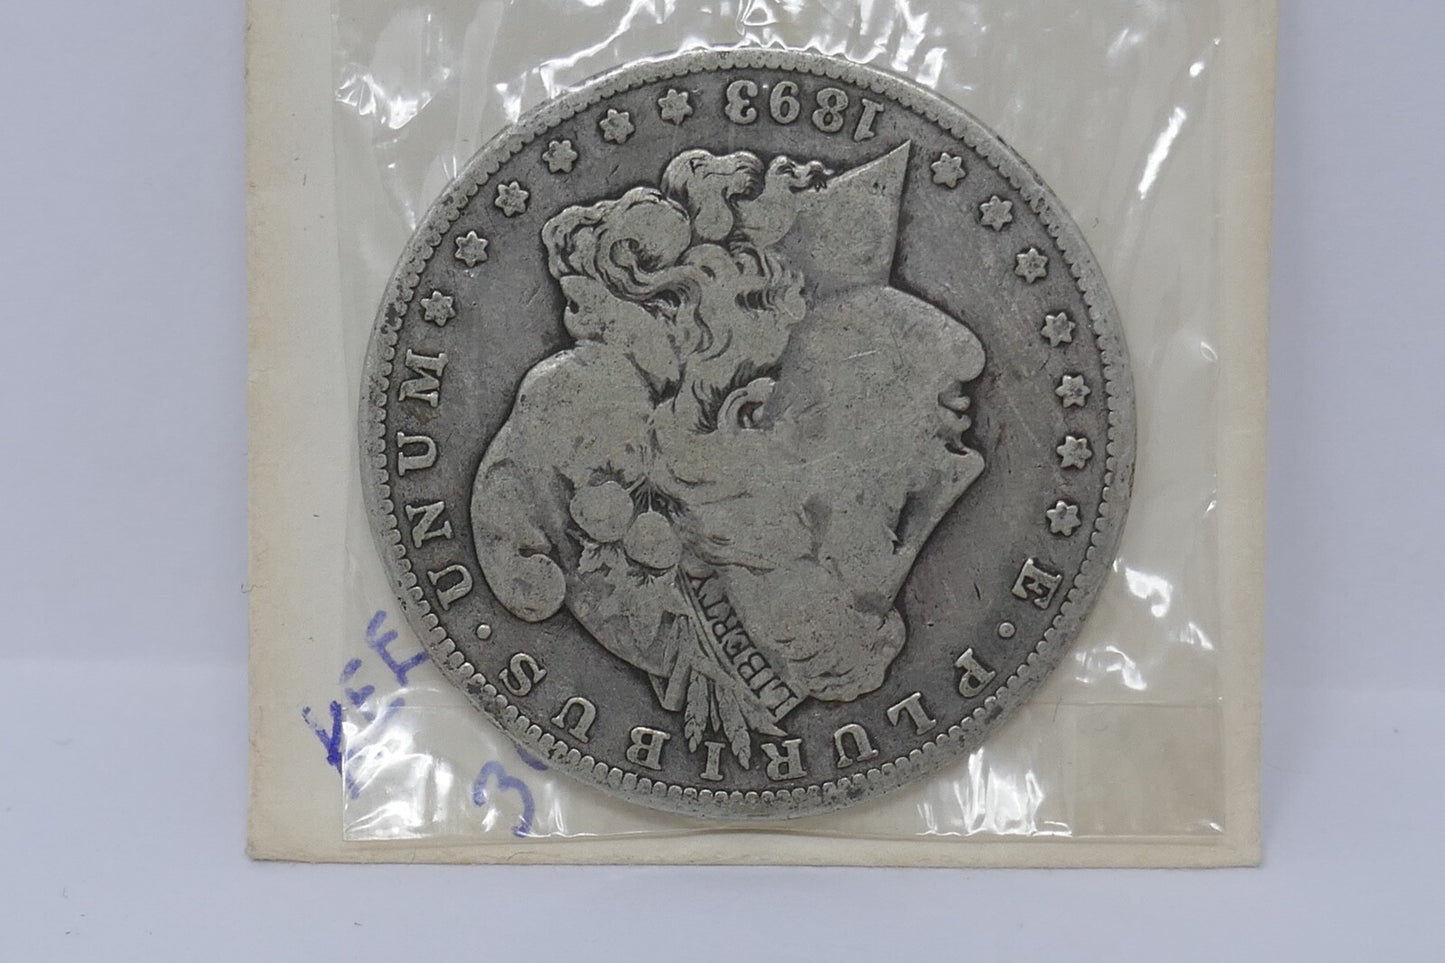 E · PLURIBUS · UNUM
LIBERTY
1893